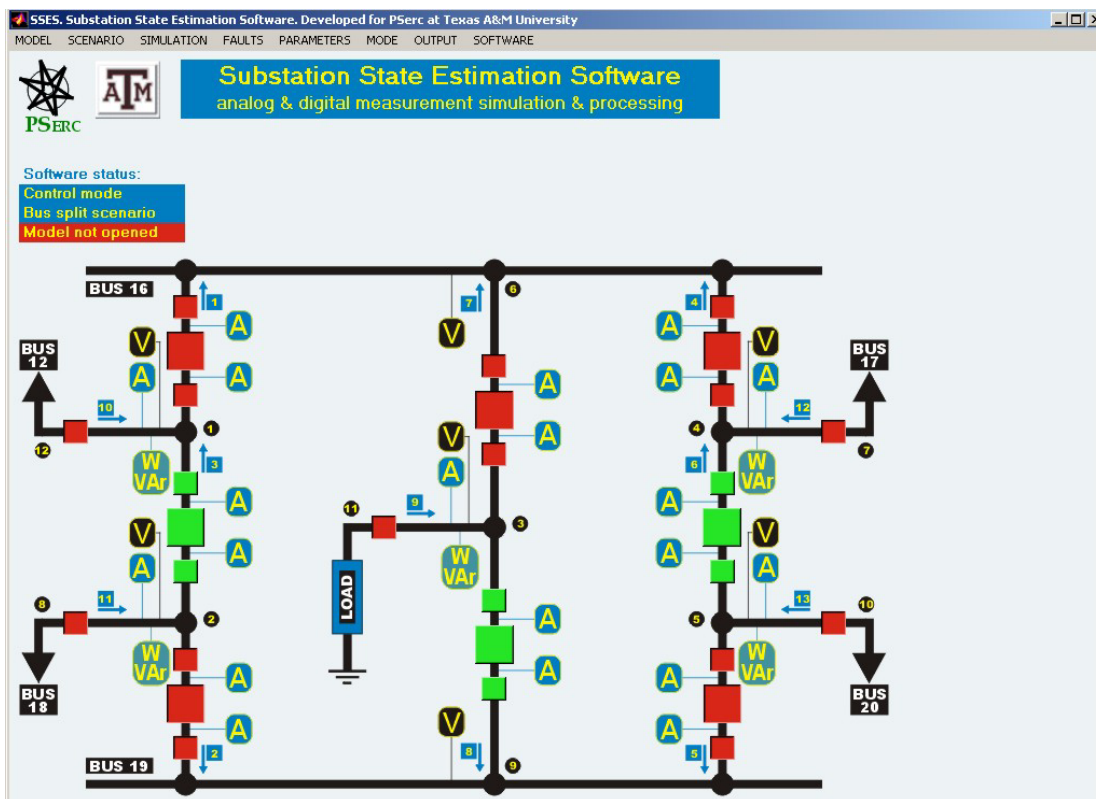 SSES. Substation State Estimation Software. Developed for PSerc at Texas A&M University
MODEL SCENARIO SIMULATION FAULTS PARAMETERS MODE OUTPUT SOFTWARE
PSERC
ATM
Substation State Estimation Software
analog & digital measurement simulation & processing
Software status:
Control mode
Bus split scenario
Model not opened
BUS 16
1
7
6
4
A
A
V
V
V
BUS
12
A
A
A
A
A
BUS
17
A
10
12
12
1
A
V
4
7
W
VAr
3
A
6
W
VAr
11
9
3
A
A
V
V
A
A
W
VAr
A
A
8
11
2
LOAD
5
13
10
W
VAr
A
A
W
VAr
BUS
18
A
A
A
BUS
20
A
V
A
BUS 19
2
8
9
5